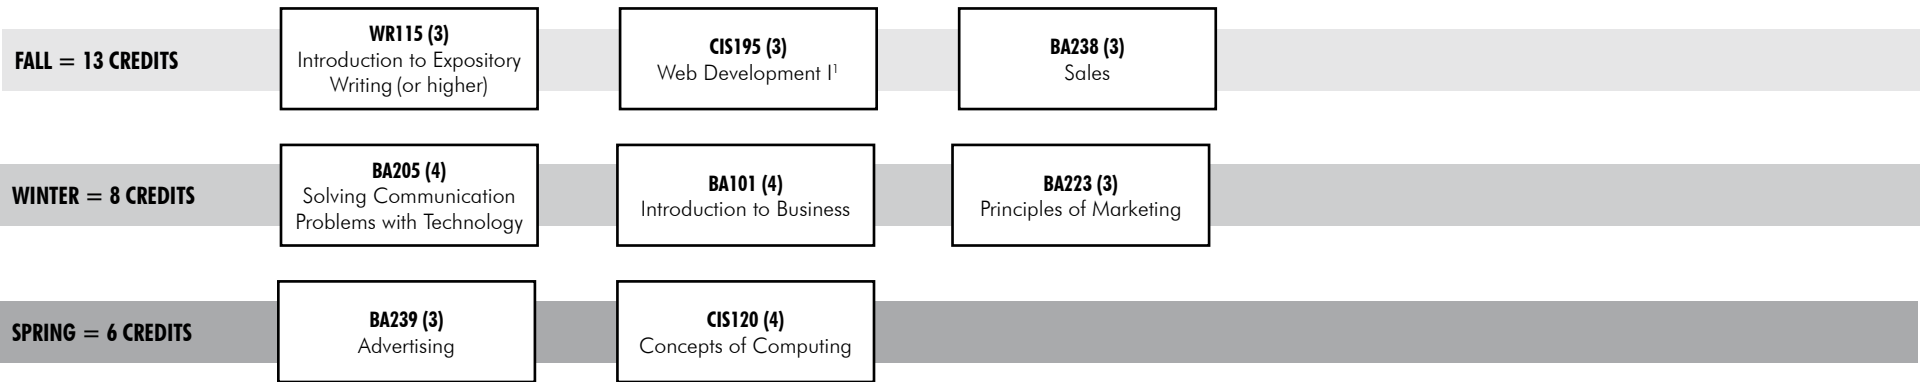 FALL = 13 CREDITS
WR115 (3)
Introduction to Expository
Writing (or higher)
CIS195 (3)
Web Development I¹
BA238 (3)
Sales
WINTER = 8 CREDITS
BA205 (4)
Solving Communication
Problems with Technology
BA101 (4)
Introduction to Business
BA223 (3)
Principles of Marketing
SPRING = 6 CREDITS
BA239 (3)
Advertising
CIS120 (4)
Concepts of Computing